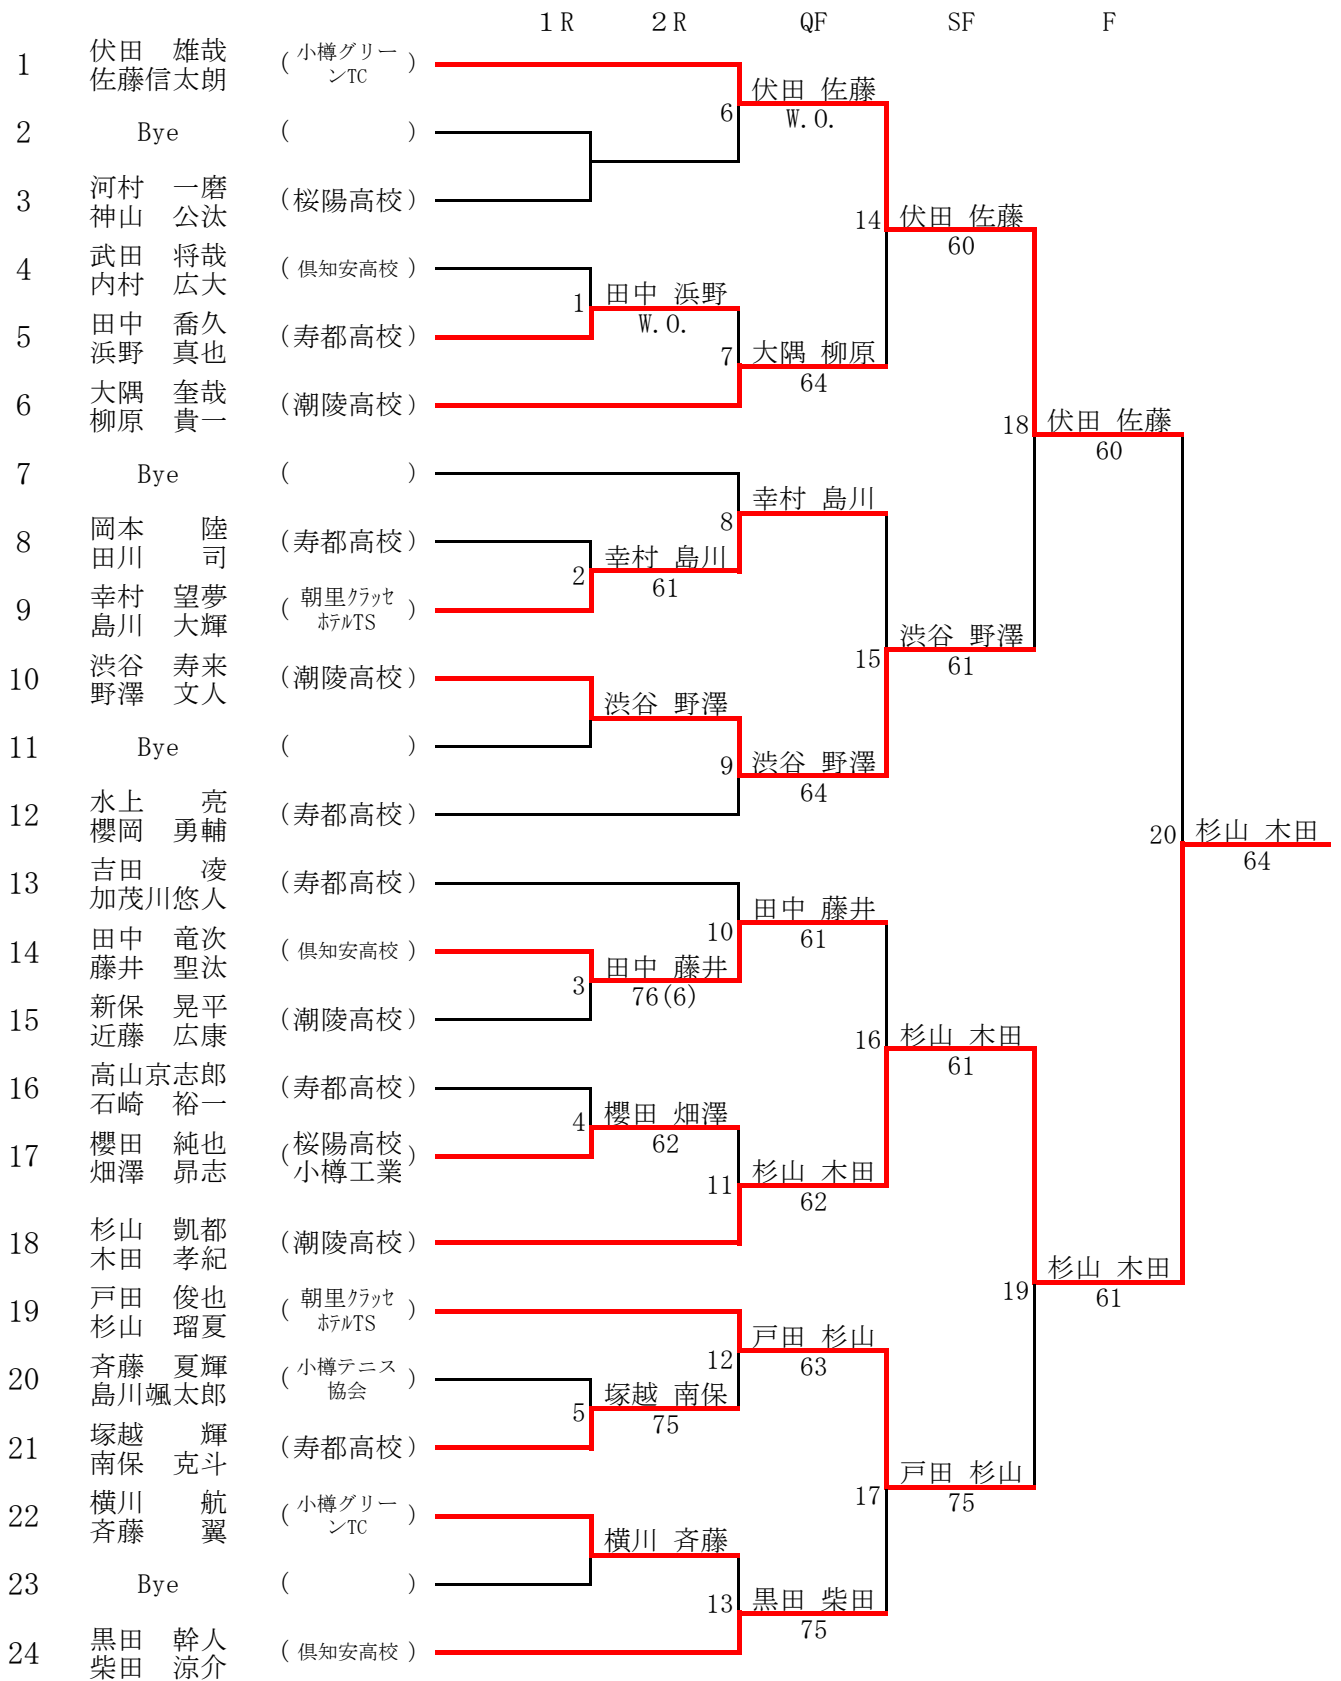 １R ２R QF SF F
1 伏田　雄哉 佐藤信太朗 (小樽グリーンTC)
2 Bye (　)
3 河村　一磨 神山　公汰 (桜陽高校)
4 武田　将哉 内村　広大 (倶知安高校)
5 田中　喬久 浜野　真也 (寿都高校)
6 大隅　奎哉 柳原　貴一 (潮陵高校)
7 Bye (　)
8 岡本　陸 田川　司 (寿都高校)
9 幸村　望夢 島川　大輝 (朝里クラッセホテルTS)
10 渋谷　寿来 野澤　文人 (潮陵高校)
11 Bye (　)
12 水上　亮 櫻岡　勇輔 (寿都高校)
13 吉田　凌 加茂川悠人 (寿都高校)
14 田中　竜次 藤井　聖汰 (倶知安高校)
15 新保　晃平 近藤　広康 (潮陵高校)
16 高山京志郎 石崎　裕一 (寿都高校)
17 櫻田　純也 畑澤　昴志 (桜陽高校 小樽工業)
18 杉山　凱都 木田　孝紀 (潮陵高校)
19 戸田　俊也 杉山　瑠夏 (朝里クラッセホテルTS)
20 斉藤　夏輝 島川颯太郎 (小樽テニス協会)
21 塚越　輝 南保　克斗 (寿都高校)
22 横川　航 斉藤　翼 (小樽グリーンTC)
23 Bye (　)
24 黒田　幹人 柴田　涼介 (倶知安高校)
1 田中 浜野
W.O.
2 幸村 島川
61
渋谷 野澤
3 田中 藤井
76(6)
4 櫻田 畑澤
62
5 塚越 南保
75
横川 斉藤
6 伏田 佐藤
W.O.
7 大隅 柳原
64
8 幸村 島川
9 渋谷 野澤
64
10 田中 藤井
61
11 杉山 木田
62
12 戸田 杉山
63
13 黒田 柴田
75
14 伏田 佐藤
60
15 渋谷 野澤
61
16 杉山 木田
61
17 戸田 杉山
75
18 伏田 佐藤
60
19 杉山 木田
61
20 杉山 木田
64